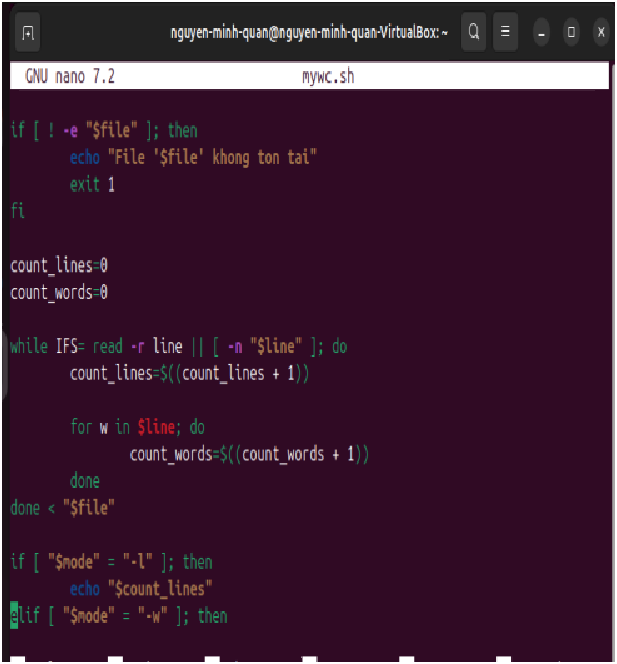 nguyen-minh-quan@nguyen-minh-quan-VirtualBox: ~
GNU nano 7.2 mywc.sh
if [ ! -e "$file" ]; then
echo "File '$file' khong ton tai"
exit 1
fi
count_lines=0
count_words=0
while IFS= read -r line || [ -n "$line" ]; do
count_lines=$((count_lines + 1))
for w in $line; do
count_words=$((count_words + 1))
done
done < "$file"
if [ "$mode" = "-l" ]; then
echo "$count_lines"
elif [ "$mode" = "-w" ]; then